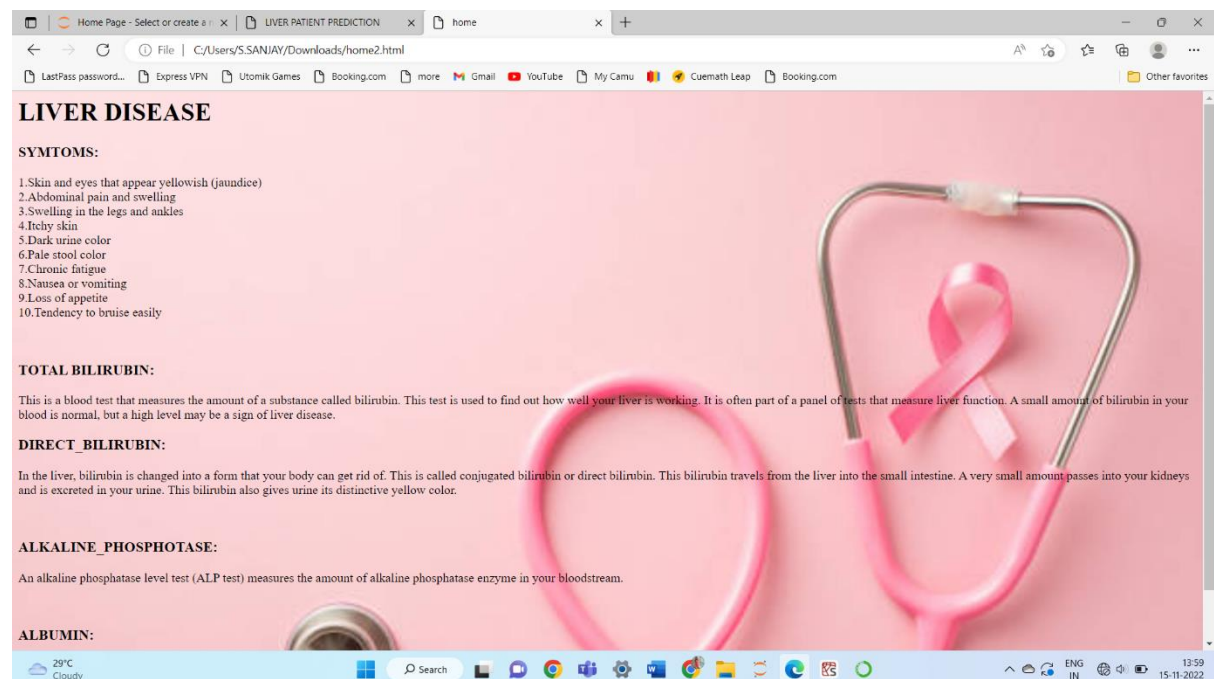 Home Page - Select or create a n
LIVER PATIENT PREDICTION
home
File | C:/Users/S.SANJAY/Downloads/home2.html
LastPass password...
Express VPN
Utomik Games
Booking.com
more
Gmail
YouTube
My Camu
Cuemath Leap
Booking.com
Other favorites
LIVER DISEASE
SYMTOMS:
1.Skin and eyes that appear yellowish (jaundice)
2.Abdominal pain and swelling
3.Swelling in the legs and ankles
4.Itchy skin
5.Dark urine color
6.Pale stool color
7.Chronic fatigue
8.Nausea or vomiting
9.Loss of appetite
10.Tendency to bruise easily
TOTAL BILIRUBIN:
This is a blood test that measures the amount of a substance called bilirubin. This test is used to find out how well your liver is working. It is often part of a panel of tests that measure liver function. A small amount of bilirubin in your
blood is normal, but a high level may be a sign of liver disease.
DIRECT_BILIRUBIN:
In the liver, bilirubin is changed into a form that your body can get rid of. This is called conjugated bilirubin or direct bilirubin. This bilirubin travels from the liver into the small intestine. A very small amount passes into your kidneys
and is excreted in your urine. This bilirubin also gives urine its distinctive yellow color.
ALKALINE_PHOSPHOTASE:
An alkaline phosphatase level test (ALP test) measures the amount of alkaline phosphatase enzyme in your bloodstream.
ALBUMIN:
29°C
Cloudy
Search
ENG
IN
13:59
15-11-2022